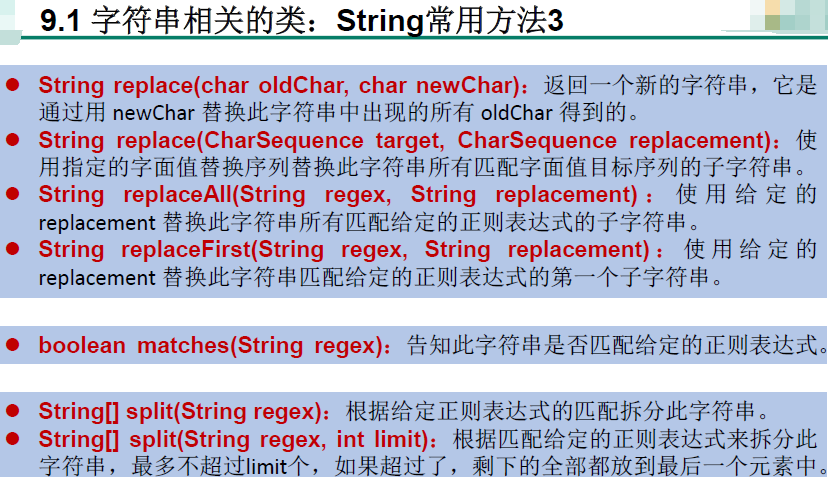 9.1 字符串相关的类：String常用方法3
● String replace(char oldChar, char newChar)：返回一个新的字符串，它是
通过用 newChar 替换此字符串中出现的所有 oldChar 得到的。
● String replace(CharSequence target, CharSequence replacement)：使
用指定的字面值替换序列替换此字符串所有匹配字面值目标序列的子字符串。
● String replaceAll(String regex, String replacement)：使用给定的
replacement 替换此字符串所有匹配给定的正则表达式的子字符串。
● String replaceFirst(String regex, String replacement)：使用给定的
replacement 替换此字符串匹配给定的正则表达式的第一个子字符串。
● boolean matches(String regex)：告知此字符串是否匹配给定的正则表达式。
● String[] split(String regex)：根据给定正则表达式的匹配拆分此字符串。
● String[] split(String regex, int limit)：根据匹配给定的正则表达式来拆分此
字符串，最多不超过limit个，如果超过了，剩下的全部都放到最后一个元素中。